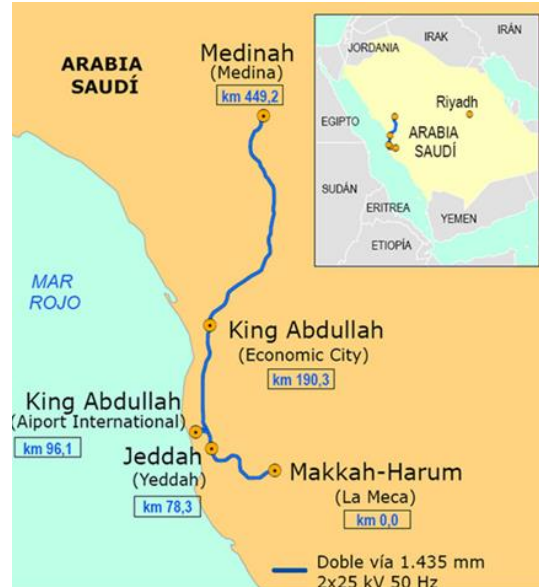 ARABIA
SAUDÍ
Medinah
(Medina)
km 449,2
JORDANIA
IRAK
IRÁN
Riyadh
EGIPTO
ARABIA
SAUDÍ
SUDÁN
ERITREA
YEMEN
ETIOPÍA
MAR
ROJO
King Abdullah
(Economic City)
km 190,3
King Abdullah
(Aiport International)
km 96,1
Jeddah
(Yeddah)
km 78,3
Makkah-Harum
(La Meca)
km 0,0
Doble vía 1.435 mm
2x25 kV 50 Hz